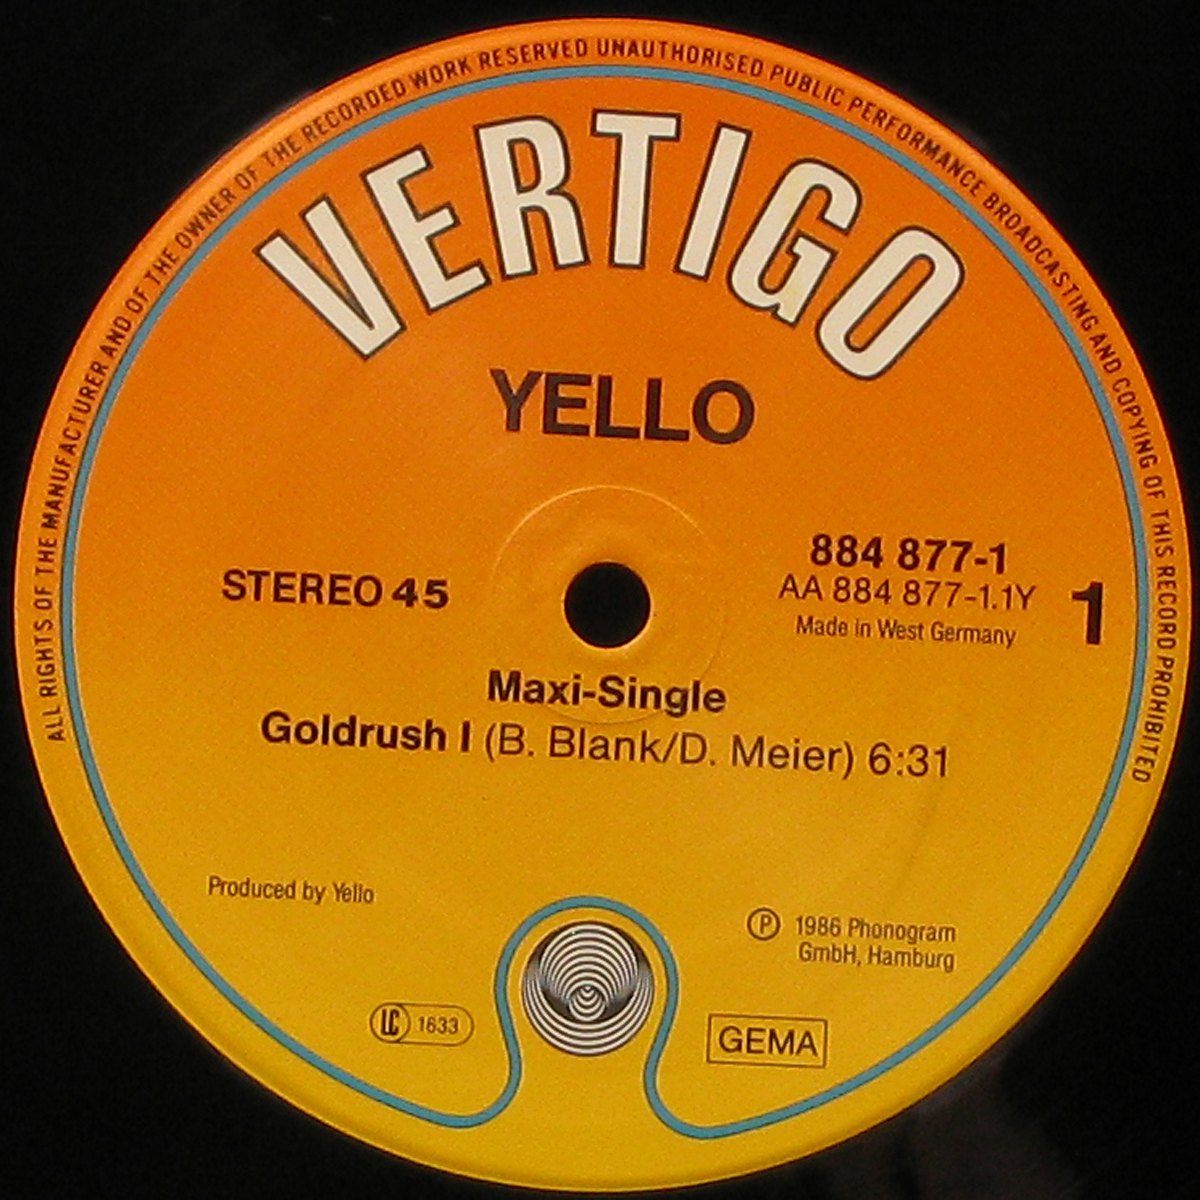 ALL RIGHTS OF THE MANUFACTURER AND OF THE OWNER OF THE RECORDED WORK RESERVED UNAUTHORISED PUBLIC PERFORMANCE BROADCASTING AND COPYING OF THIS RECORD PROHIBITED
VERTIGO
YELLO
STEREO 45
884 877-1
AA 884 877-1.1Y
Made in West Germany
1
Maxi-Single
Goldrush I (B. Blank/D. Meier) 6:31
Produced by Yello
Ⓟ 1986 Phonogram
GmbH, Hamburg
LC 1633
GEMA